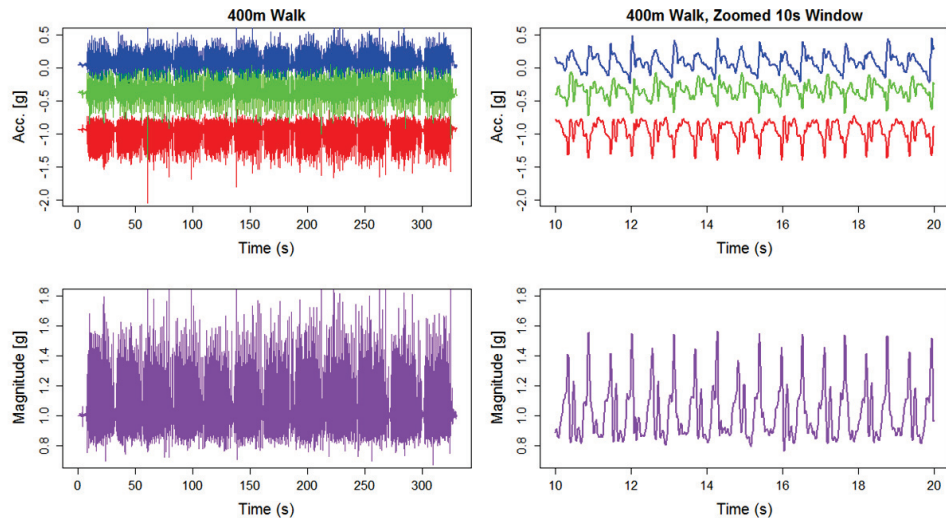 400m Walk
Acc. [g]
0.5
0.0
-0.5
-1.0
-1.5
-2.0
0 50 100 150 200 250 300
Time (s)
400m Walk, Zoomed 10s Window
Acc. [g]
0.5
0.0
-0.5
-1.0
-1.5
-2.0
10 12 14 16 18 20
Time (s)
Magnitude [g]
1.8
1.6
1.4
1.2
1.0
0.8
0 50 100 150 200 250 300
Time (s)
Magnitude [g]
1.8
1.6
1.4
1.2
1.0
0.8
10 12 14 16 18 20
Time (s)